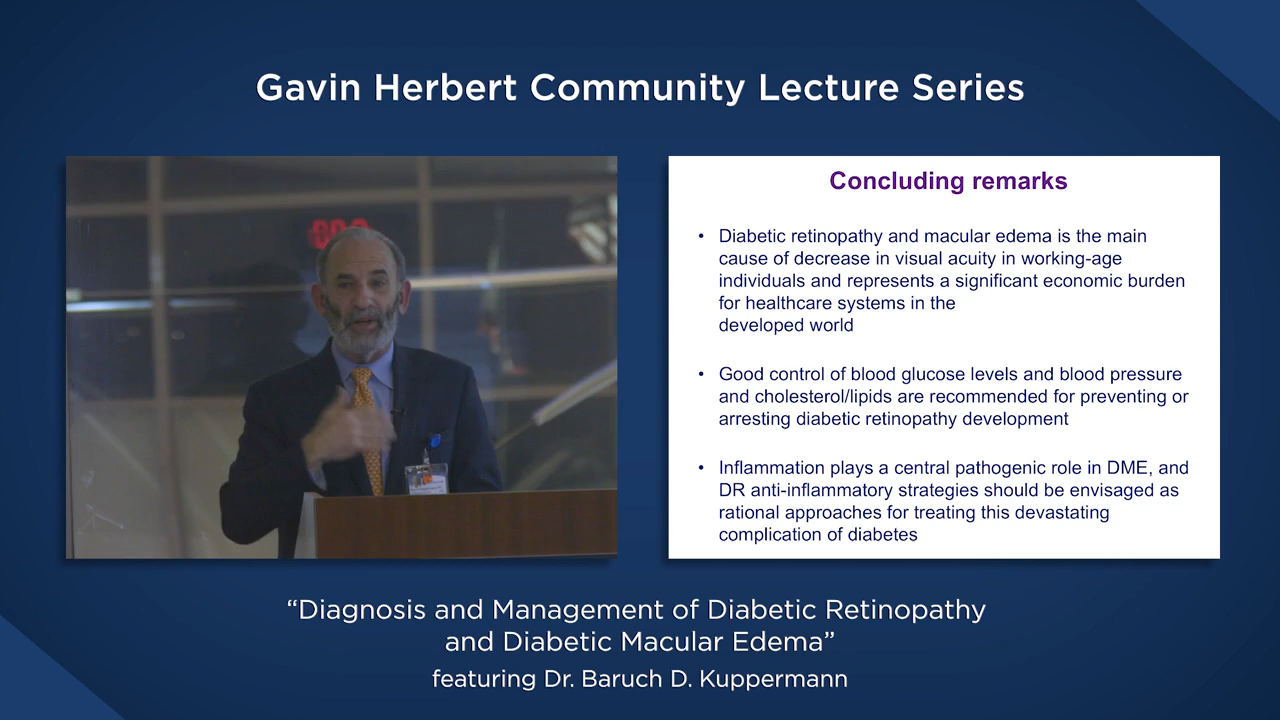 Gavin Herbert Community Lecture Series
Concluding remarks
• Diabetic retinopathy and macular edema is the main
cause of decrease in visual acuity in working-age
individuals and represents a significant economic burden
for healthcare systems in the
developed world
• Good control of blood glucose levels and blood pressure
and cholesterol/lipids are recommended for preventing or
arresting diabetic retinopathy development
• Inflammation plays a central pathogenic role in DME, and
DR anti-inflammatory strategies should be envisaged as
rational approaches for treating this devastating
complication of diabetes
“Diagnosis and Management of Diabetic Retinopathy
and Diabetic Macular Edema”
featuring Dr. Baruch D. Kuppermann